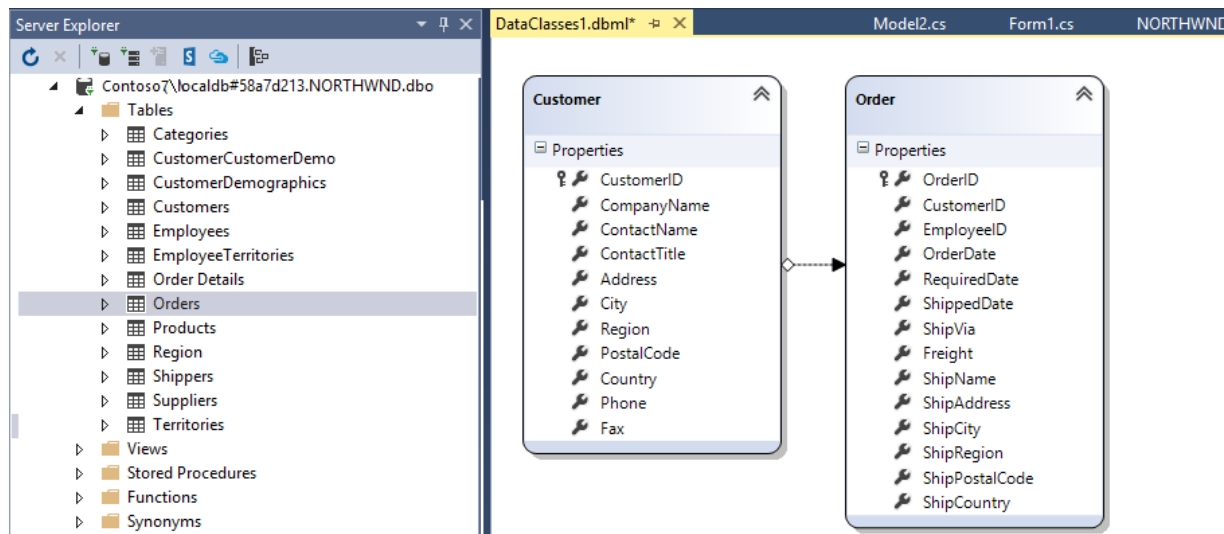 Server Explorer
Contoso7\localdb#58a7d213.NORTHWND.dbo
Tables
Categories
CustomerCustomerDemo
CustomerDemographics
Customers
Employees
EmployeeTerritories
Order Details
Orders
Products
Region
Shippers
Suppliers
Territories
Views
Stored Procedures
Functions
Synonyms
DataClasses1.dbml*
Model2.cs
Form1.cs
NORTHWND
Customer
Properties
CustomerID
CompanyName
ContactName
ContactTitle
Address
City
Region
PostalCode
Country
Phone
Fax
Order
Properties
OrderID
CustomerID
EmployeeID
OrderDate
RequiredDate
ShippedDate
ShipVia
Freight
ShipName
ShipAddress
ShipCity
ShipRegion
ShipPostalCode
ShipCountry